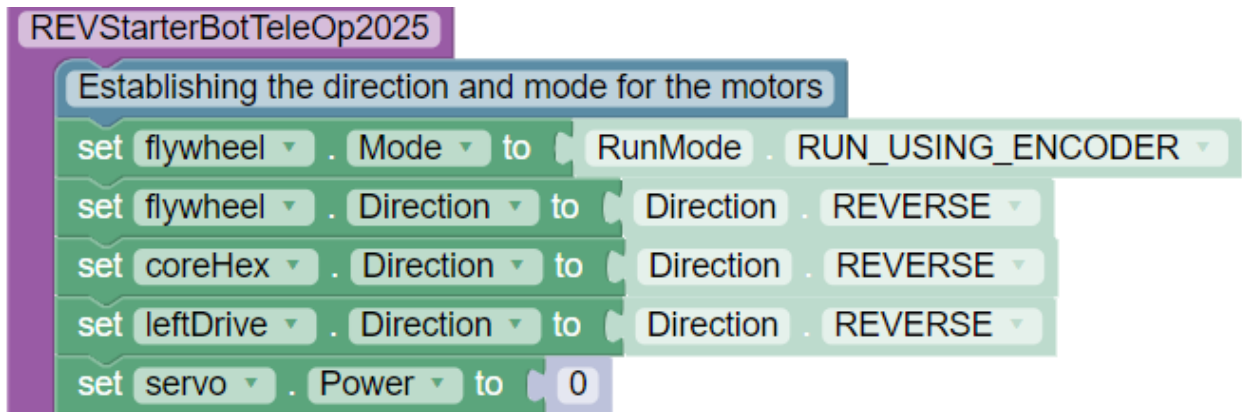 REVStarterBotTeleOp2025
Establishing the direction and mode for the motors
set flywheel . Mode to RunMode . RUN_USING_ENCODER
set flywheel . Direction to Direction . REVERSE
set coreHex . Direction to Direction . REVERSE
set leftDrive . Direction to Direction . REVERSE
set servo . Power to 0